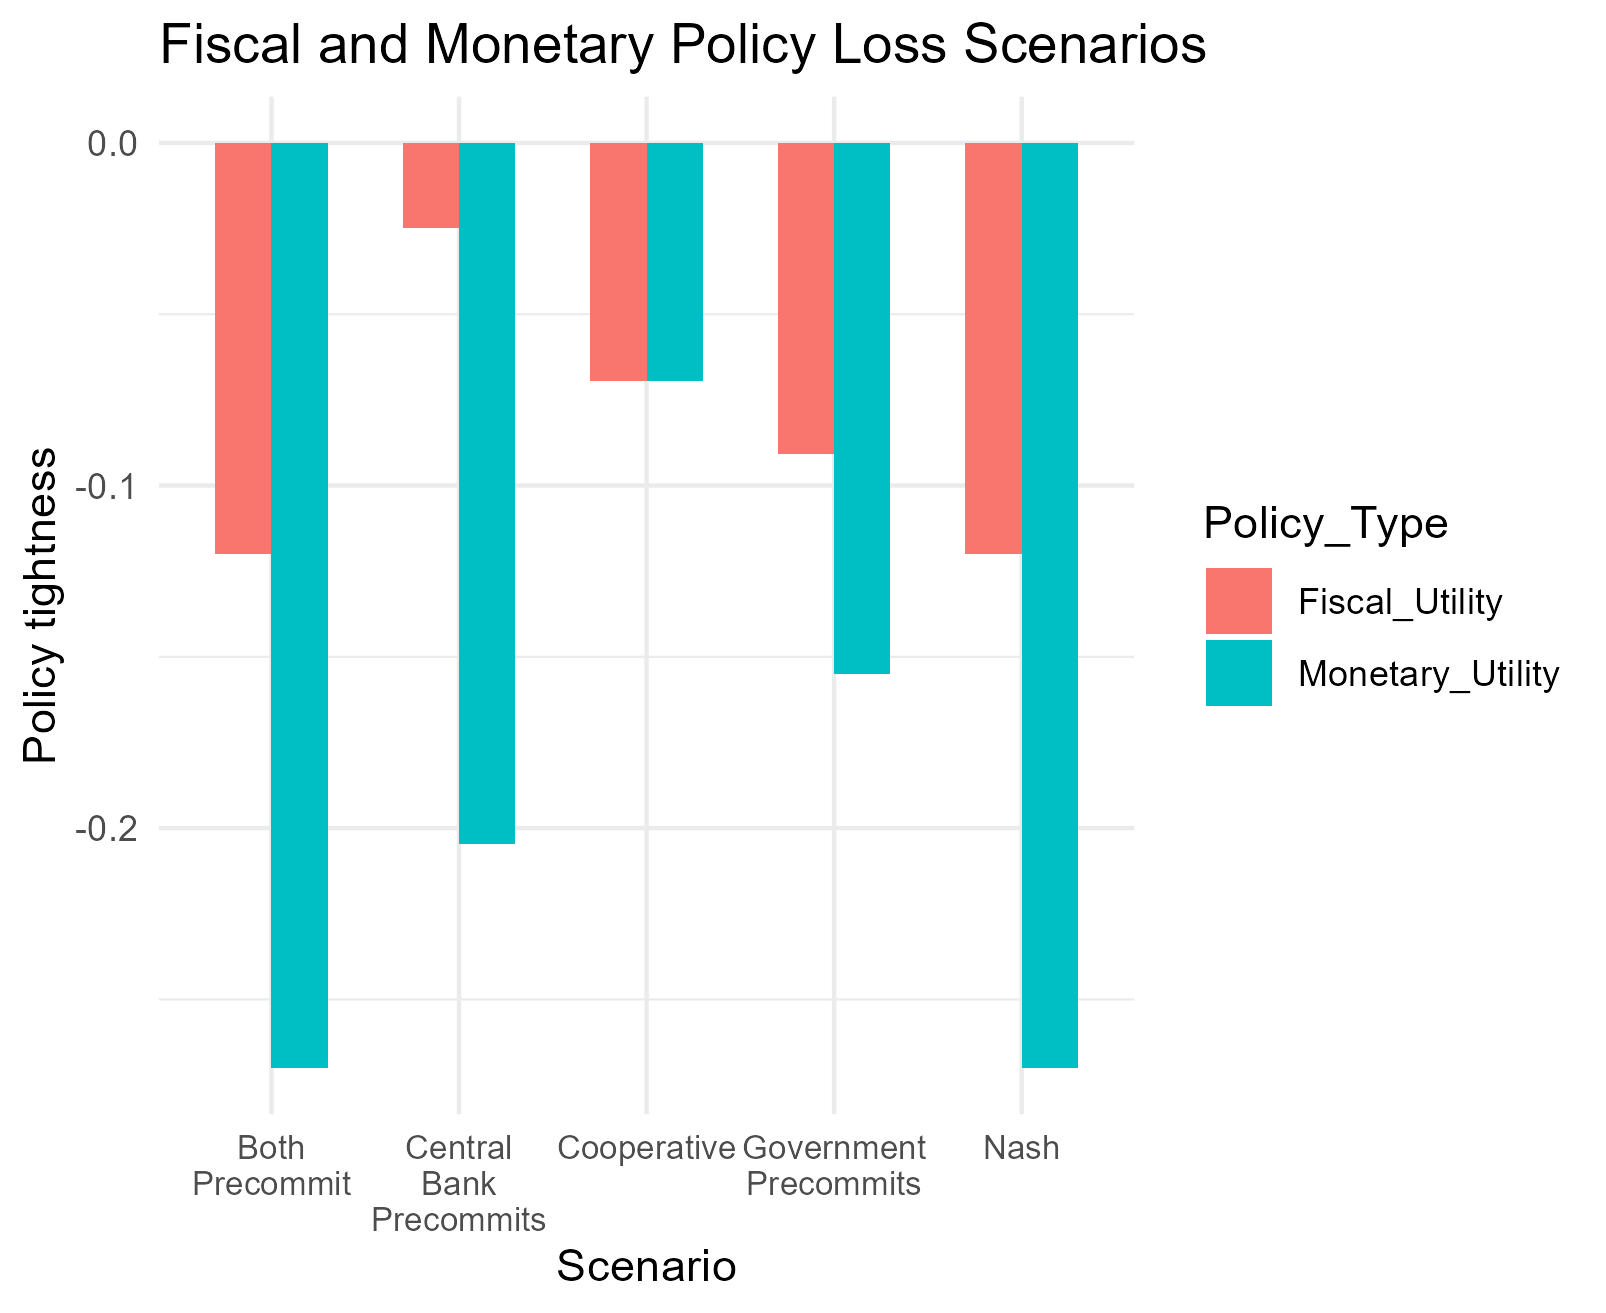 Fiscal and Monetary Policy Loss Scenarios
0.0
-0.1
-0.2
Policy tightness
Both
Precommit
Central
Bank
Precommits
Cooperative
Government
Precommits
Nash
Scenario
Policy_Type
Fiscal_Utility
Monetary_Utility